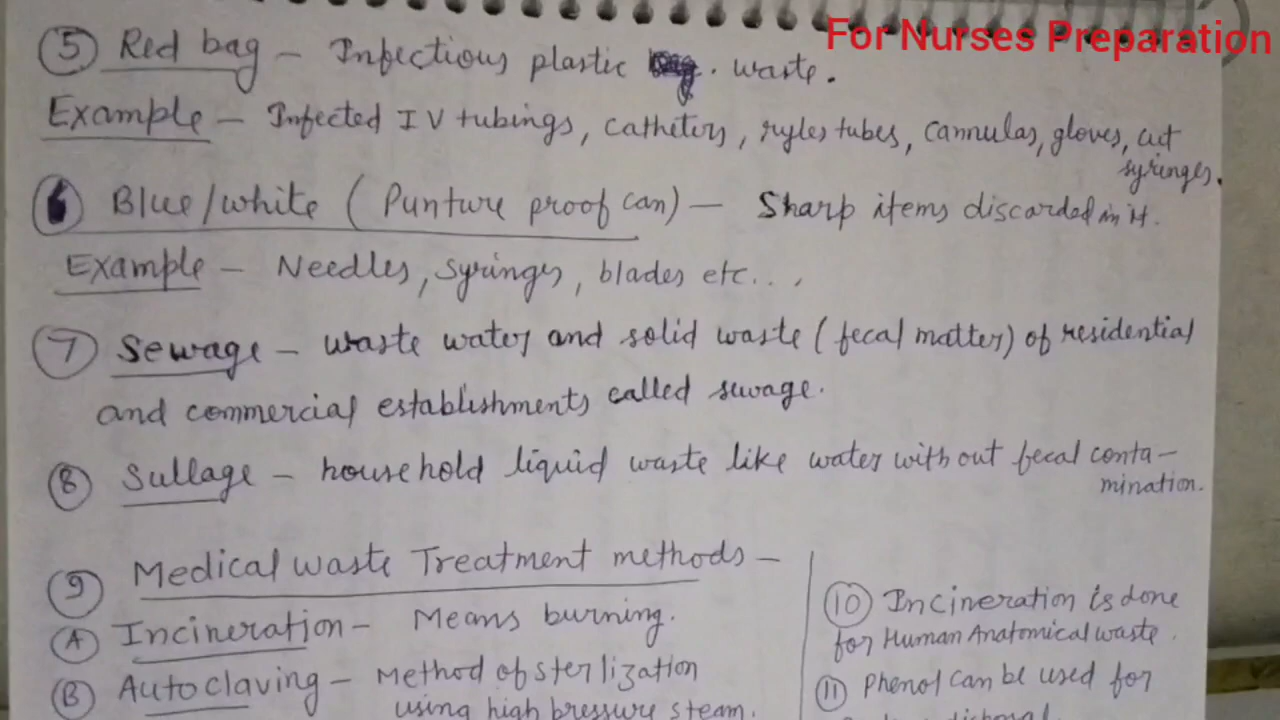 For Nurses Preparation
⑤ Red bag – Infectious plastic . waste.
Example – Infected IV tubings, catheters, ryles tubes, cannulas, gloves, cut
syringes.
⑥ Blue/white (Punture proof can) – Sharp items discarded in it.
Example – Needles, syringes, blades etc...,
⑦ Sewage – waste water and solid waste (fecal matter) of residential
and commercial establishments called sewage.
⑧ Sullage – household liquid waste like water without fecal conta-
mination.
⑨ Medical waste Treatment methods –
Ⓐ Incineration – Means burning.
Ⓑ Autoclaving – Method of sterlization
using high pressure steam.
⑩ Incineration is done
for Human Anatomical waste.
⑪ Phenol can be used for
disposal